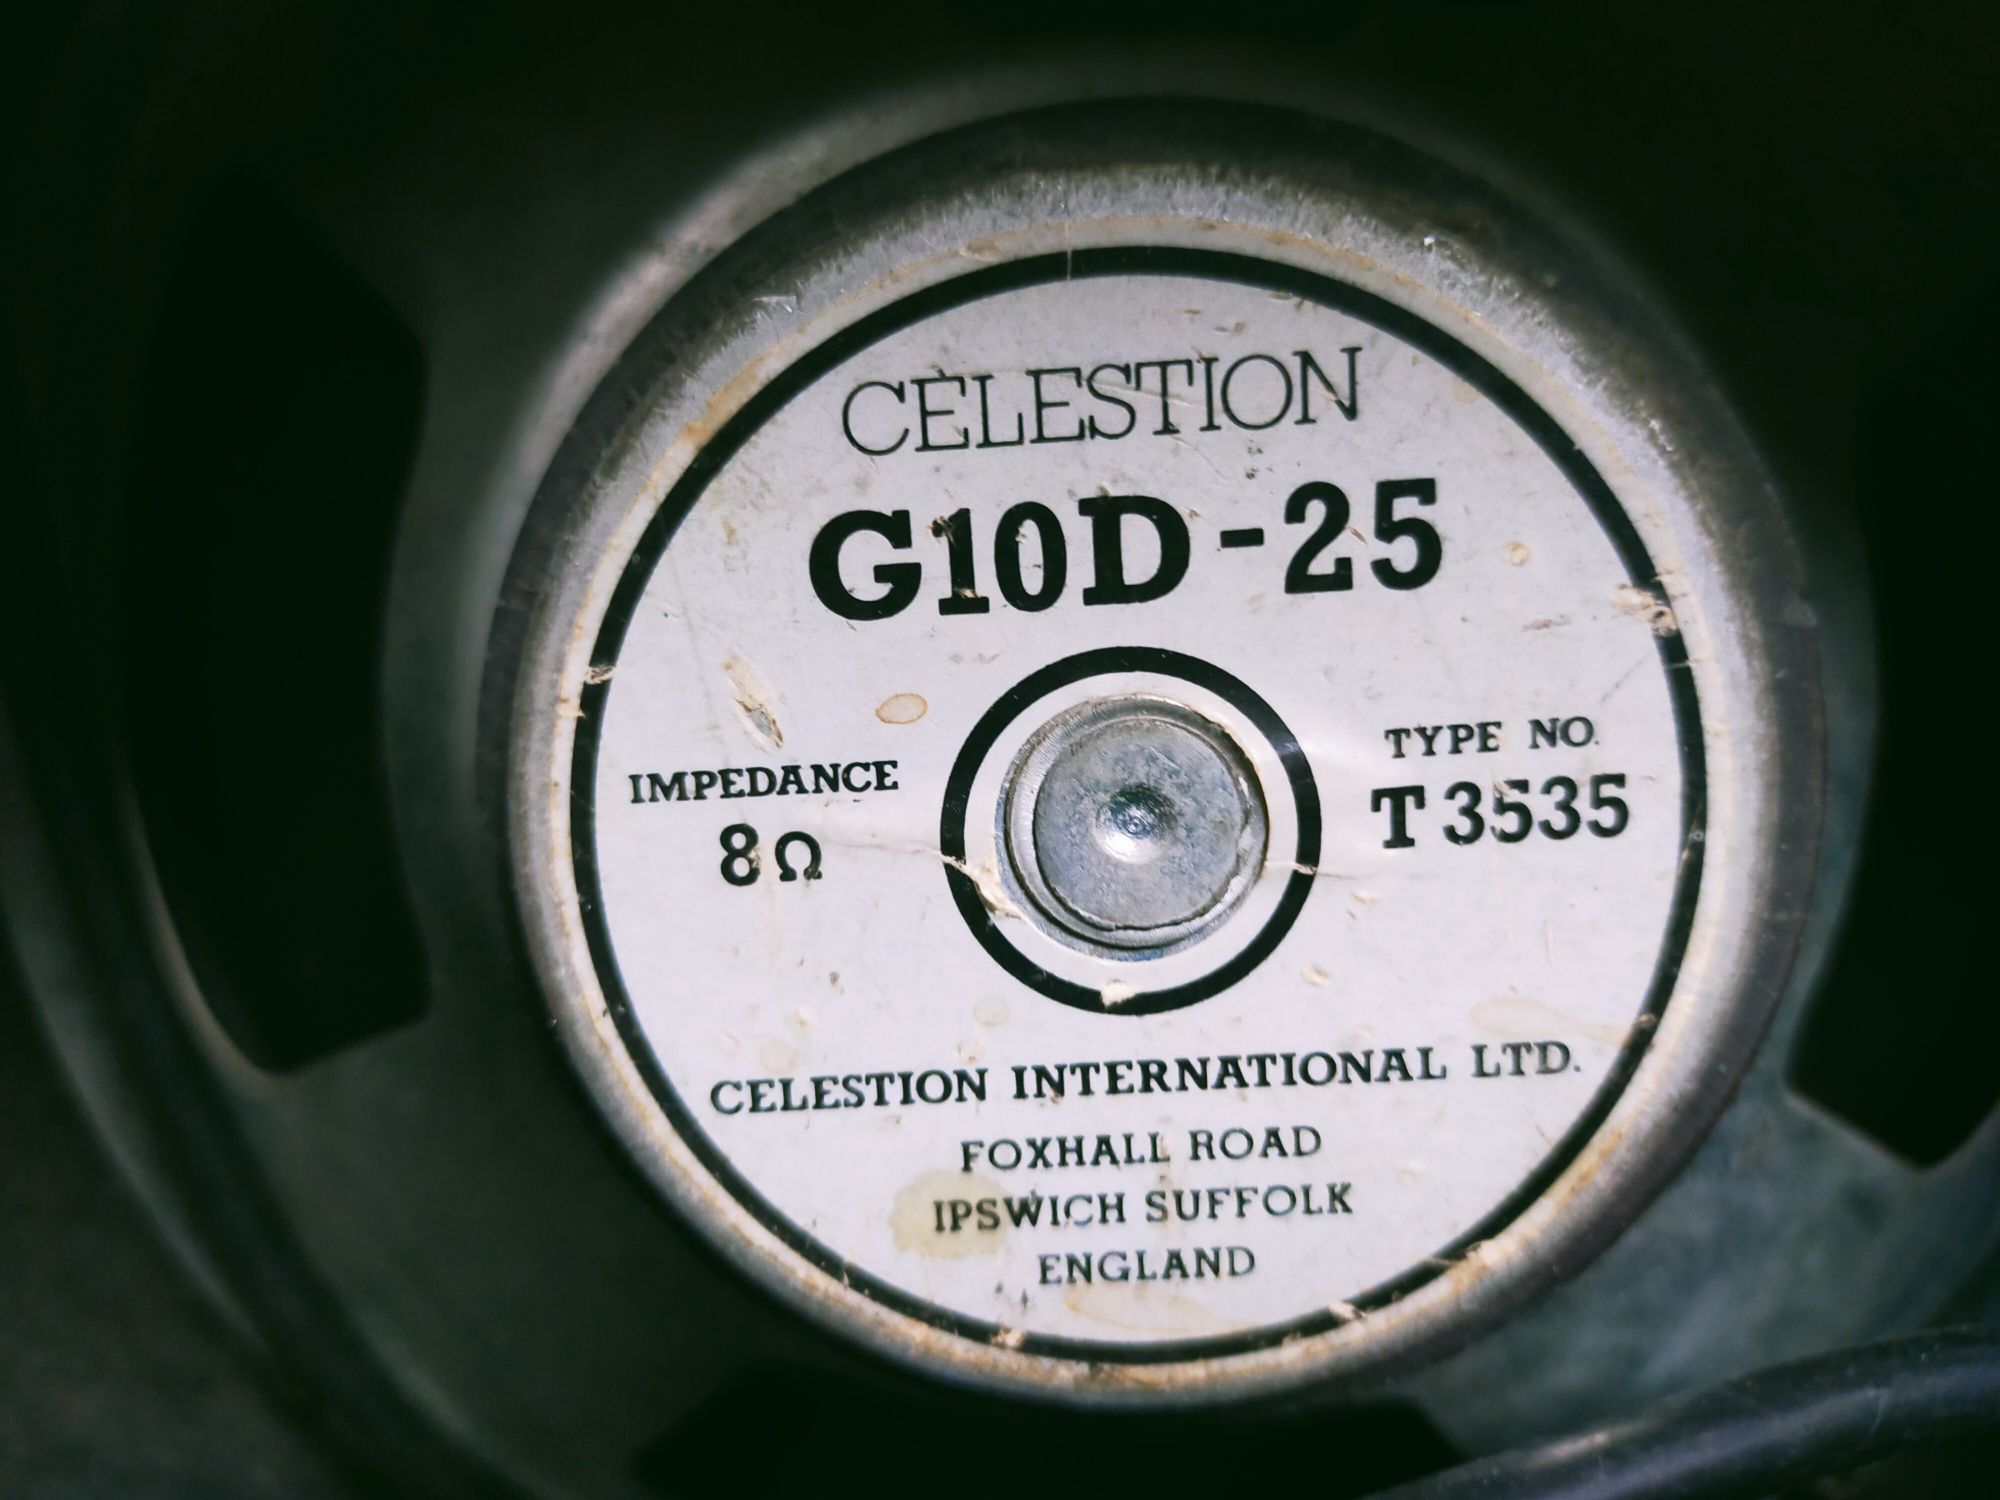 CELESTION
G10D-25
IMPEDANCE
8Ω
TYPE NO.
T3535
CELESTION INTERNATIONAL LTD.
FOXHALL ROAD
IPSWICH SUFFOLK
ENGLAND